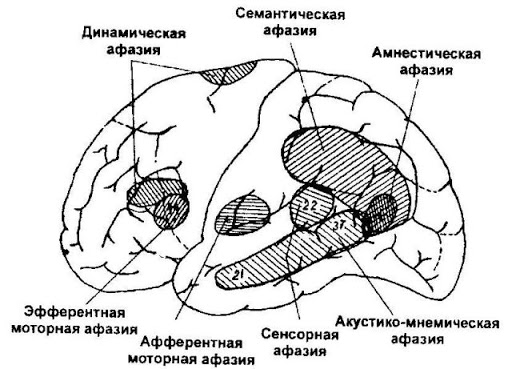 Семантическая
афазия
Динамическая
афазия
Амнестическая
афазия
22
37
21
Эфферентная
моторная афазия
Афферентная
моторная афазия
Сенсорная
афазия
Акустико-мнемическая
афазия